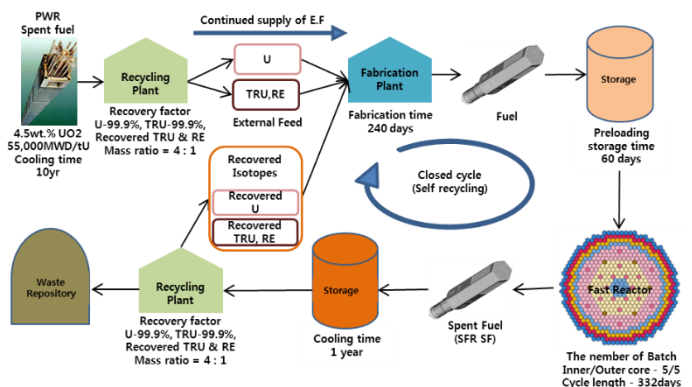 PWR
Spent fuel
4.5wt.% UO2
55,000MWD/tU
Cooling time
10yr
Recycling
Plant
Recovery factor
U-99.9%, TRU-99.9%,
Recovered TRU & RE
Mass ratio = 4 : 1
Continued supply of E.F
U
TRU,RE
External Feed
Fabrication
Plant
Fabrication time
240 days
Fuel
Storage
Preloading
storage time
60 days
Recovered
Isotopes
Recovered
U
Recovered
TRU, RE
Closed cycle
(Self recycling)
Waste
Repository
Recycling
Plant
Recovery factor
U-99.9%, TRU-99.9%,
Recovered TRU & RE
Mass ratio = 4 : 1
Storage
Cooling time
1 year
Spent Fuel
(SFR SF)
Fast Reactor
The nember of Batch
Inner/Outer core - 5/5
Cycle length - 332days